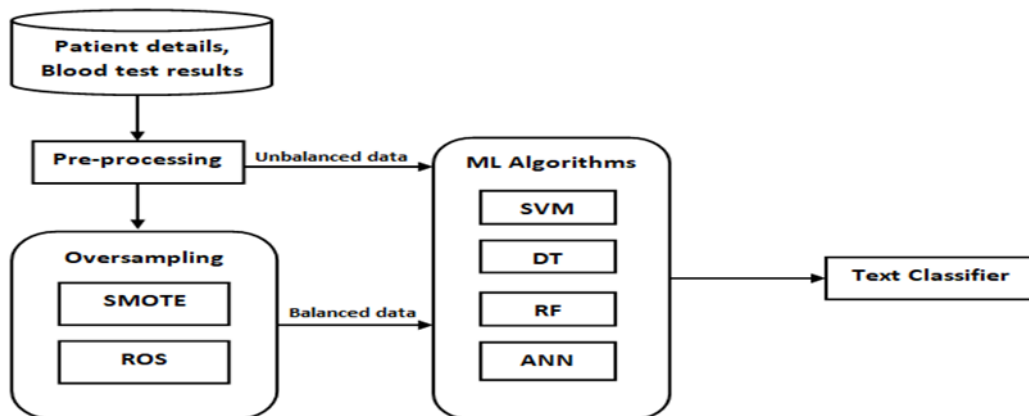 Patient details,
Blood test results
Pre-processing
Unbalanced data
ML Algorithms
SVM
DT
RF
ANN
Oversampling
SMOTE
ROS
Balanced data
Text Classifier